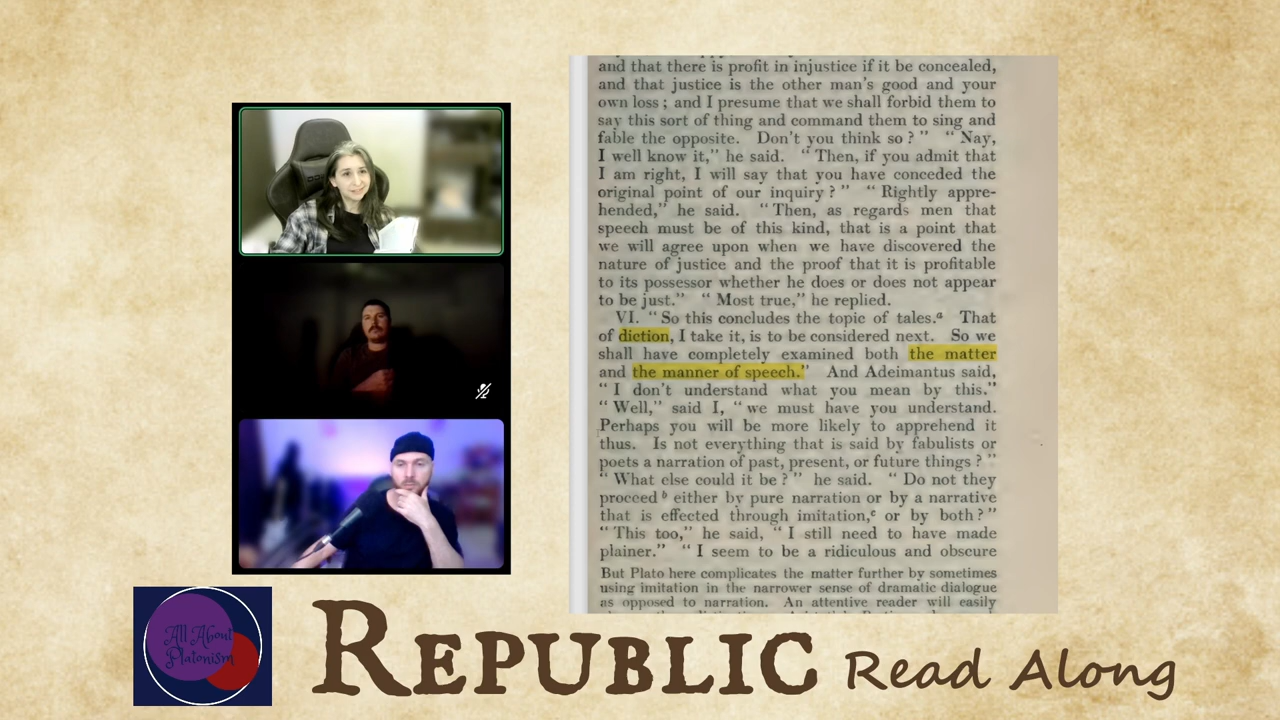 and that there is profit in injustice if it be concealed,
and that justice is the other man's good and your
own loss ; and I presume that we shall forbid them to
say this sort of thing and command them to sing and
fable the opposite. Don't you think so ? " " Nay,
I well know it," he said. " Then, if you admit that
I am right, I will say that you have conceded the
original point of our inquiry ? " " Rightly appre-
hended," he said. " Then, as regards men that
speech must be of this kind, that is a point that
we will agree upon when we have discovered the
nature of justice and the proof that it is profitable
to its possessor whether he does or does not appear
to be just." " Most true," he replied.
VI. " So this concludes the topic of tales.ᵃ That
of diction, I take it, is to be considered next. So we
shall have completely examined both the matter
and the manner of speech." And Adeimantus said,
" I don't understand what you mean by this."
" Well," said I, " we must have you understand.
Perhaps you will be more likely to apprehend it
thus. Is not everything that is said by fabulists or
poets a narration of past, present, or future things ? "
" What else could it be ? " he said. " Do not they
proceed ᵇ either by pure narration or by a narrative
that is effected through imitation,ᶜ or by both ? "
" This too," he said, " I still need to have made
plainer." " I seem to be a ridiculous and obscure
But Plato here complicates the matter further by sometimes
using imitation in the narrower sense of dramatic dialogue
as opposed to narration. An attentive reader will easily
All About
Platonism
REPUBLIC Read Along